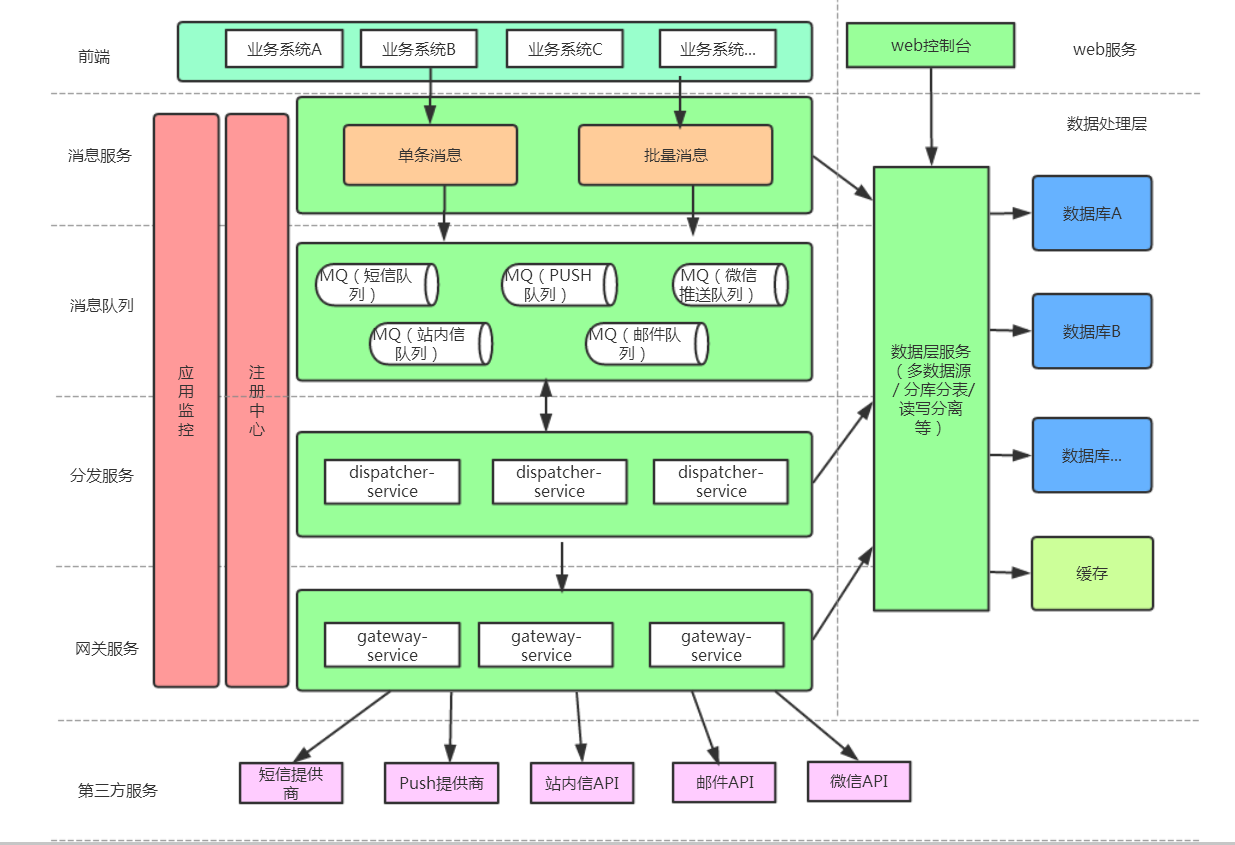 前端
业务系统A
业务系统B
业务系统C
业务系统...
web控制台
web服务
数据处理层
消息服务
单条消息
批量消息
数据库A
消息队列
MQ（短信队
列）
MQ（PUSH
队列）
MQ（微信
推送队列）
MQ（站内信
队列）
MQ（邮件队
列）
数据库B
应
用
监
控
注
册
中
心
数据层服务
（多数据源
/ 分库分表/
读写分离
等）
数据库...
分发服务
dispatcher-
service
dispatcher-
service
dispatcher-
service
缓存
网关服务
gateway-
service
gateway-
service
gateway-
service
第三方服务
短信提供
商
Push提供商
站内信API
邮件API
微信API